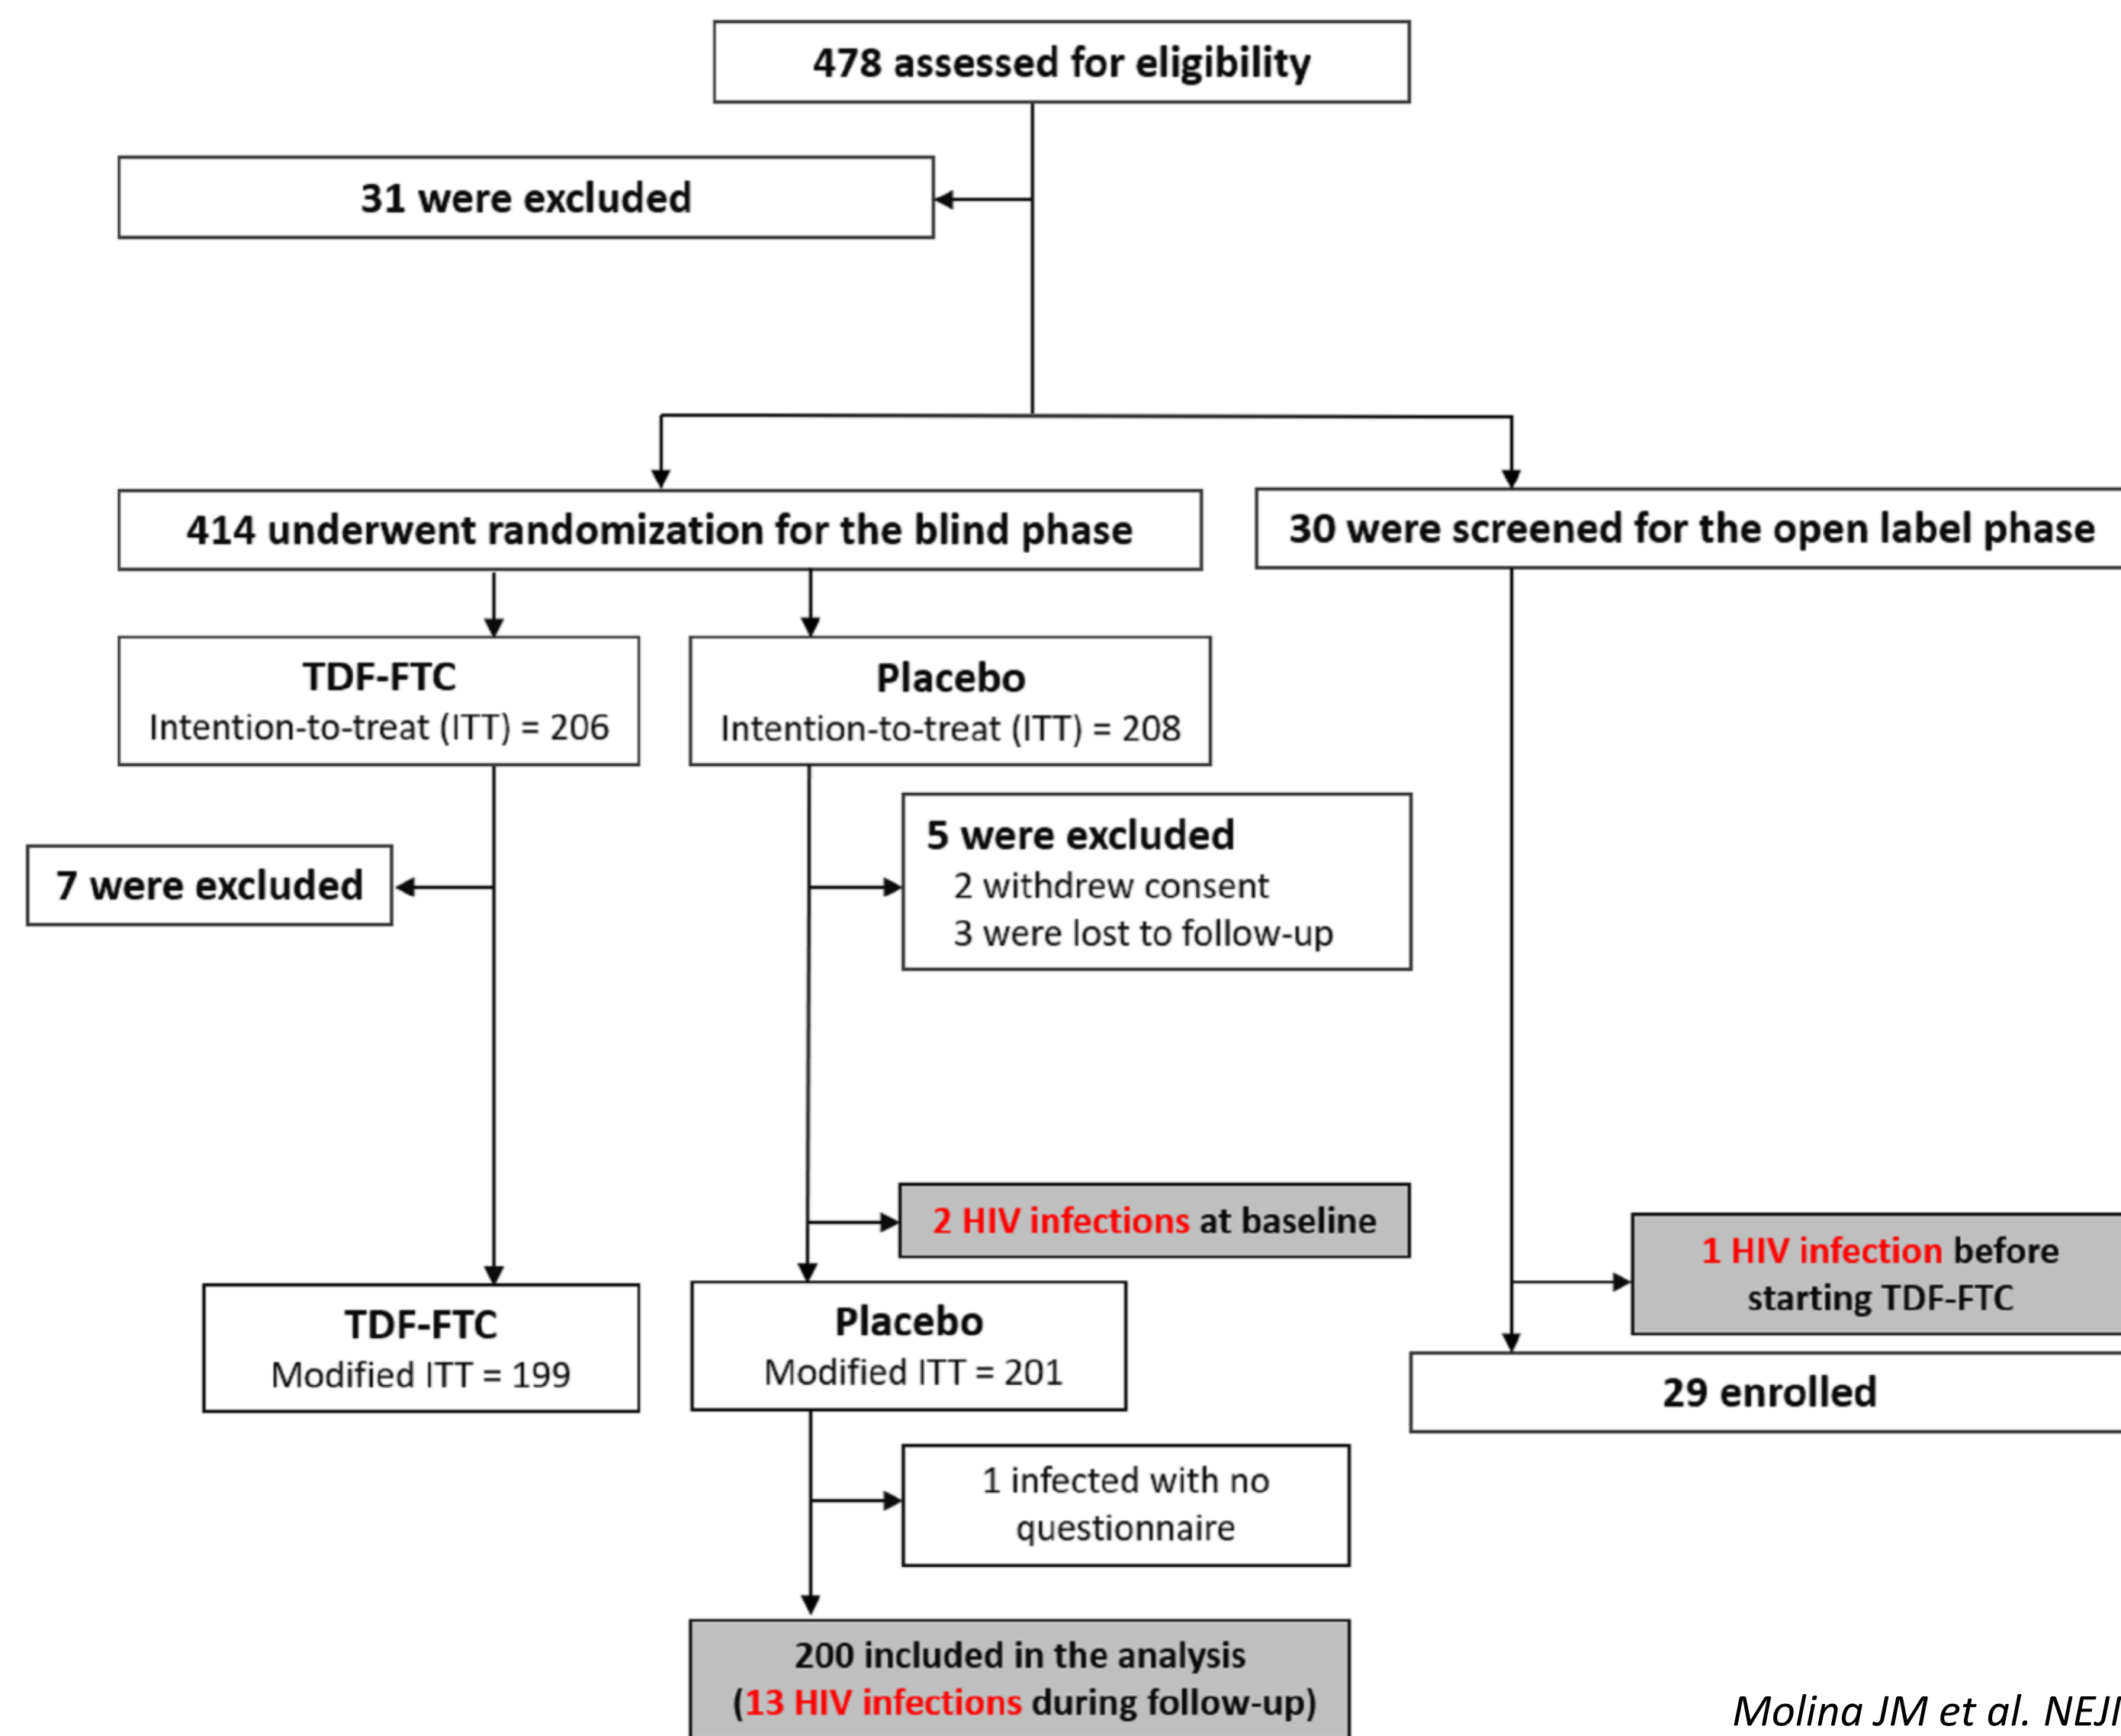 478 assessed for eligibility
31 were excluded
414 underwent randomization for the blind phase
30 were screened for the open label phase
TDF-FTC
Intention-to-treat (ITT) = 206
Placebo
Intention-to-treat (ITT) = 208
5 were excluded
2 withdrew consent
3 were lost to follow-up
7 were excluded
2 HIV infections at baseline
1 HIV infection before
starting TDF-FTC
TDF-FTC
Modified ITT = 199
Placebo
Modified ITT = 201
29 enrolled
1 infected with no
questionnaire
200 included in the analysis
(13 HIV infections during follow-up)
Molina JM et al.